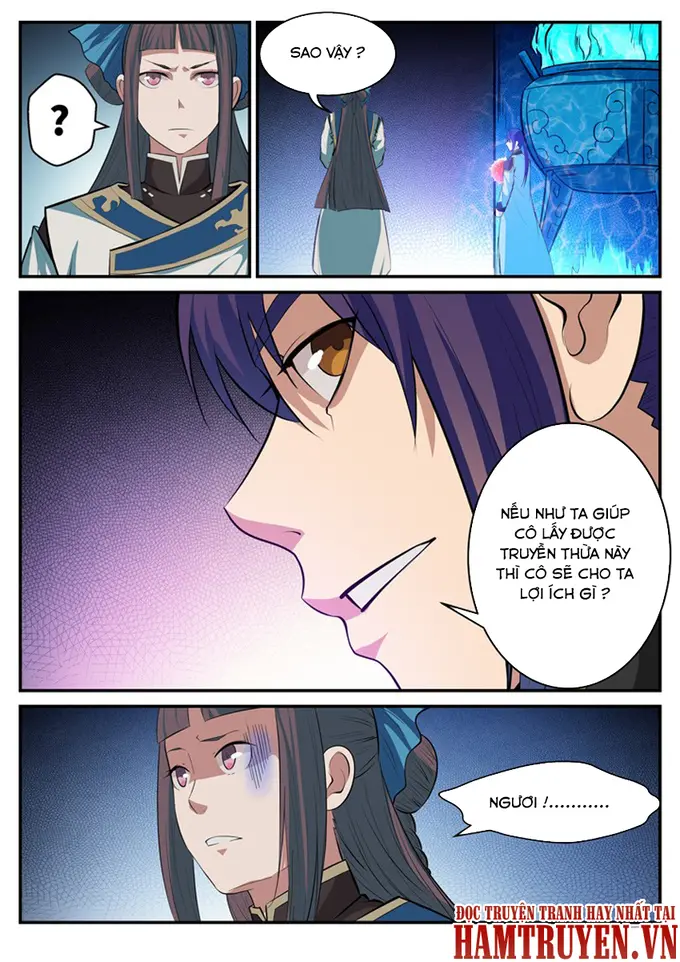 ?
SAO VẬY ?
NẾU NHƯ TA GIÚP
CÔ LẤY ĐƯỢC
TRUYỀN THỪA NÀY
THÌ CÔ SẼ CHO TA
LỢI ÍCH GÌ ?
NGƯƠI !...........
ĐỌC TRUYỆN TRANH HAY NHẤT TẠI
HAMTRUYEN.VN